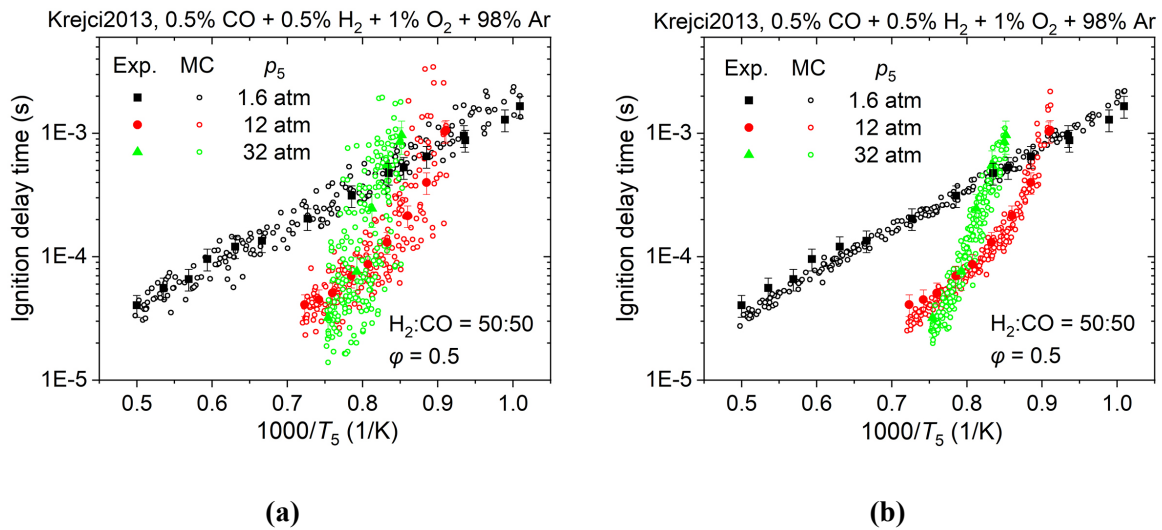 Krejci2013, 0.5% CO + 0.5% H₂ + 1% O₂ + 98% Ar
Exp. MC p₅
1.6 atm
12 atm
32 atm
H₂:CO = 50:50
φ = 0.5
Ignition delay time (s)
1E-3
1E-4
1E-5
0.5 0.6 0.7 0.8 0.9 1.0
1000/T₅ (1/K)
(a)
Krejci2013, 0.5% CO + 0.5% H₂ + 1% O₂ + 98% Ar
Exp. MC p₅
1.6 atm
12 atm
32 atm
H₂:CO = 50:50
φ = 0.5
Ignition delay time (s)
1E-3
1E-4
1E-5
0.5 0.6 0.7 0.8 0.9 1.0
1000/T₅ (1/K)
(b)